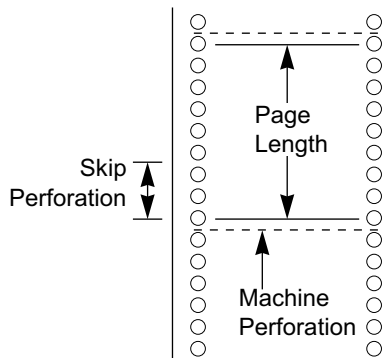 Page
Length
Skip
Perforation
Machine
Perforation